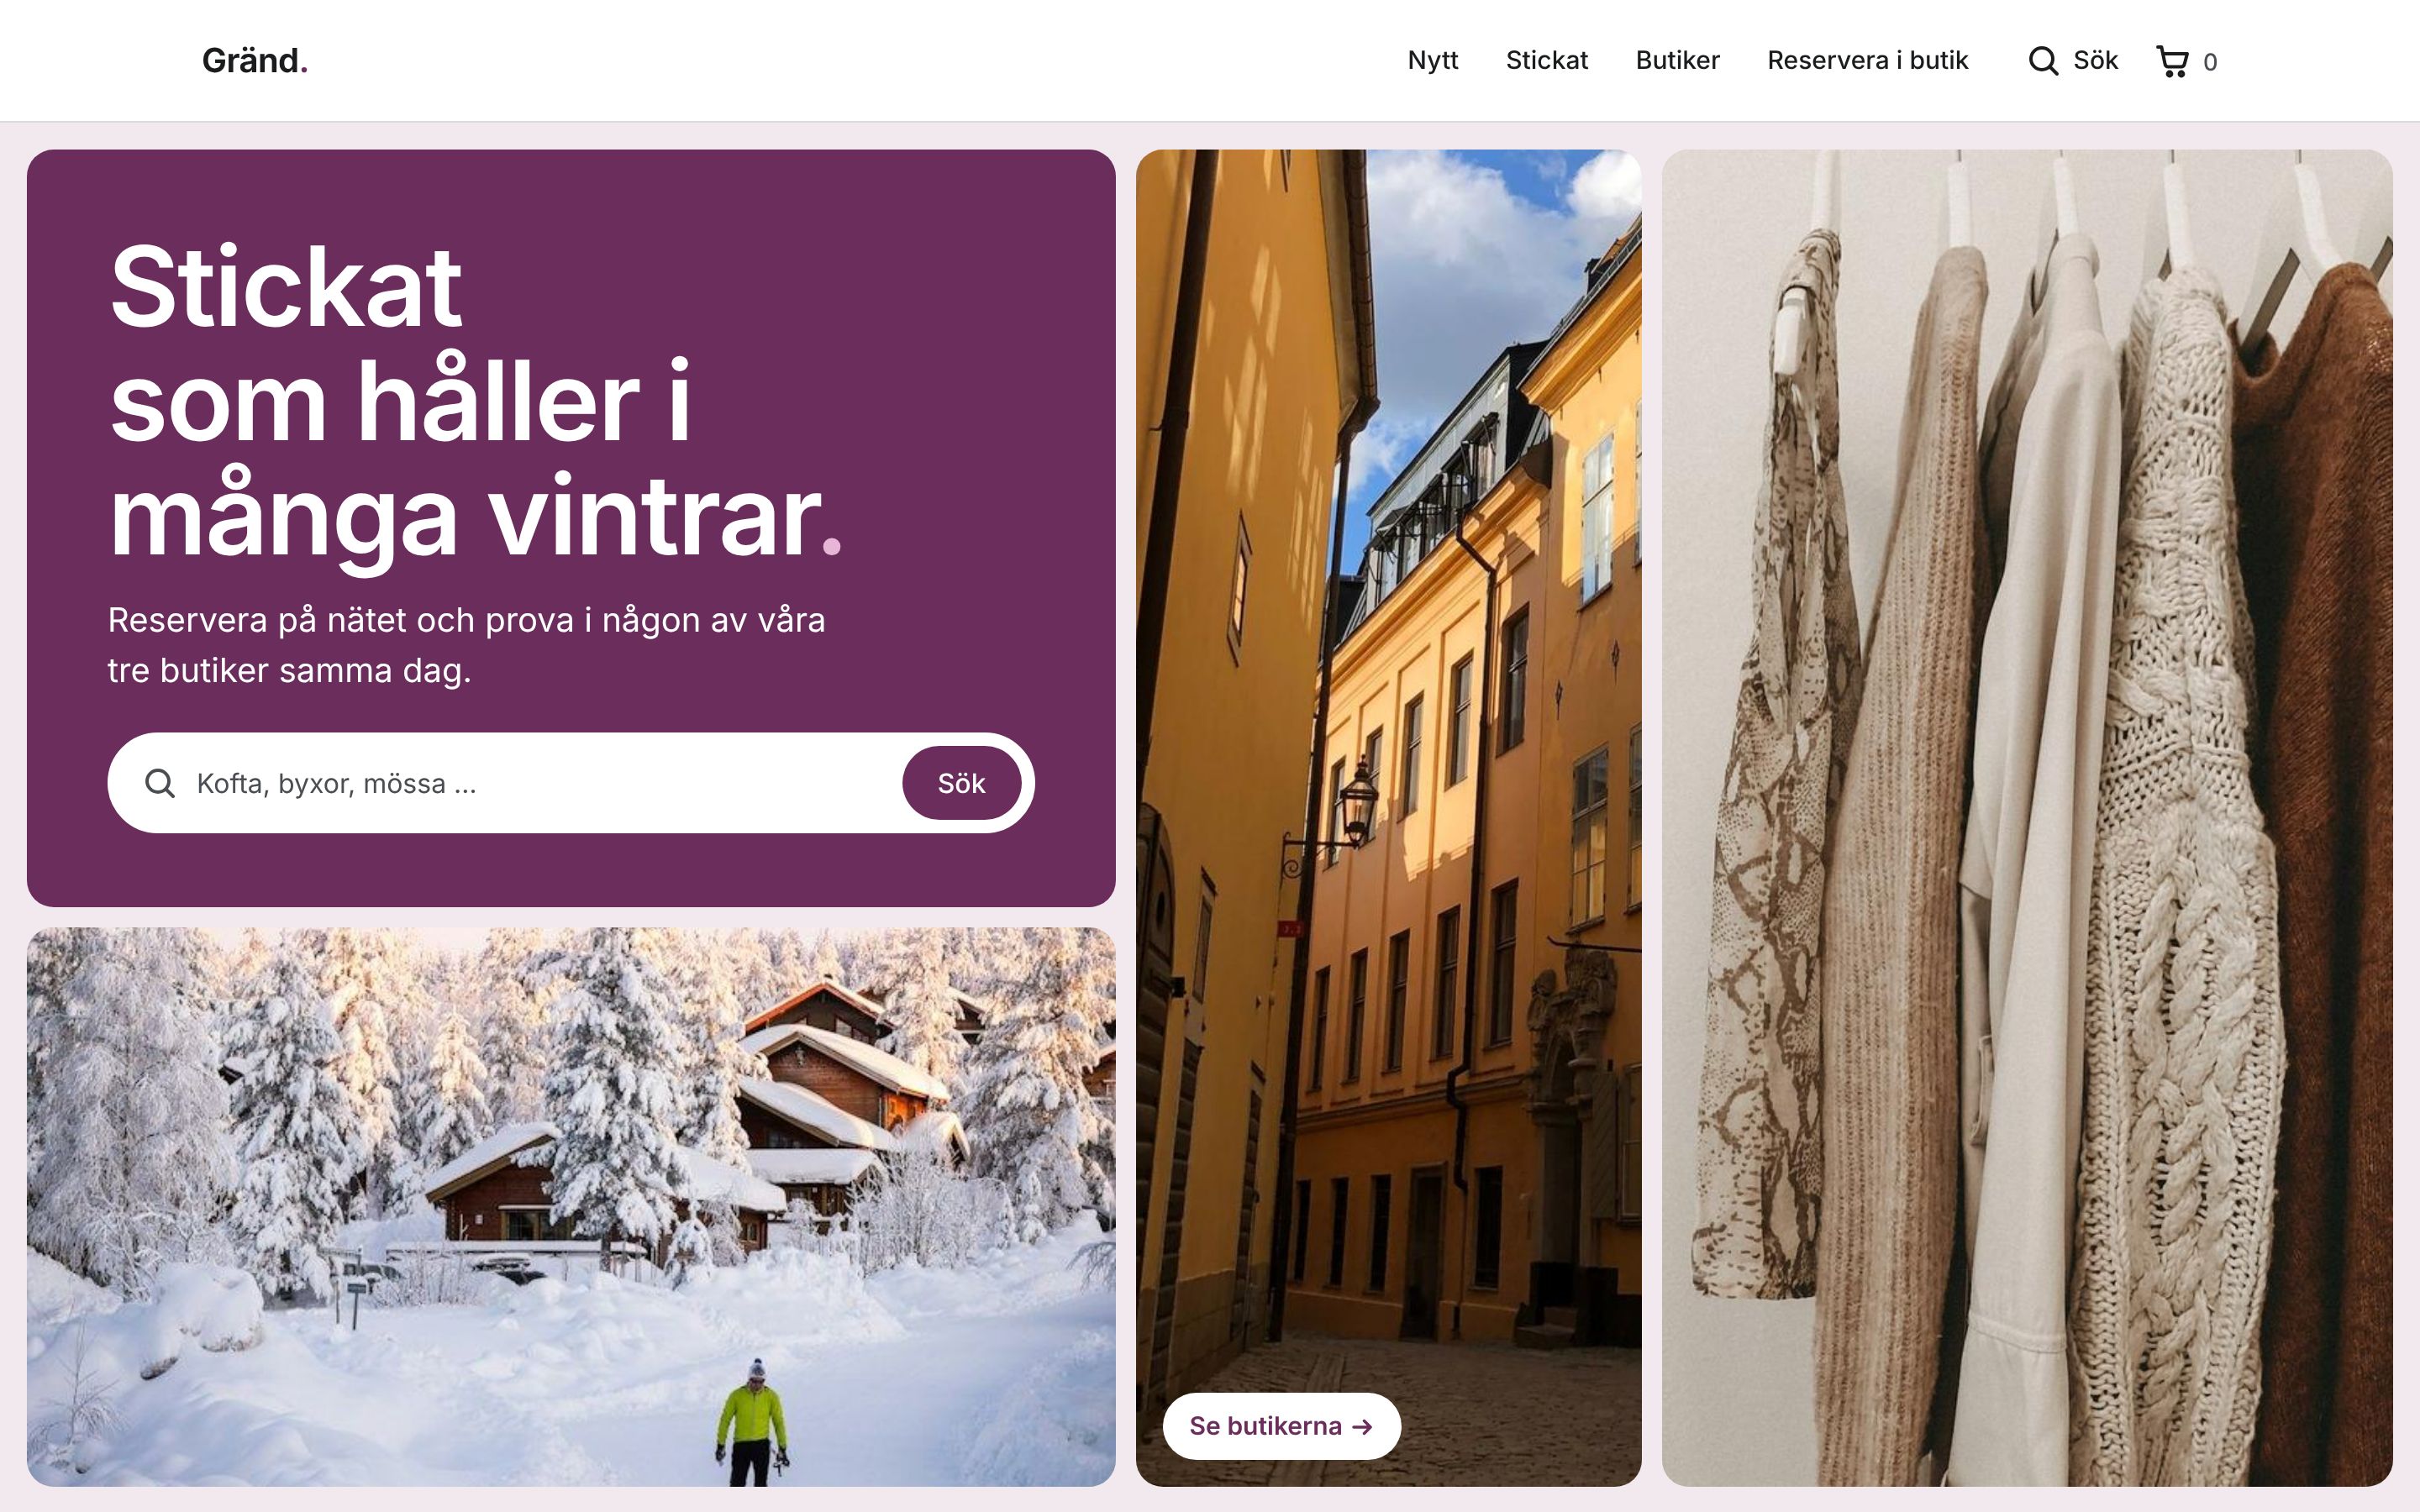 Gränd.
Nytt
Stickat
Butiker
Reservera i butik
Sök
0
Stickat
som håller i
många vintrar.
Reservera på nätet och prova i någon av våra
tre butiker samma dag.
Kofta, byxor, mössa ...
Sök
Se butikerna →